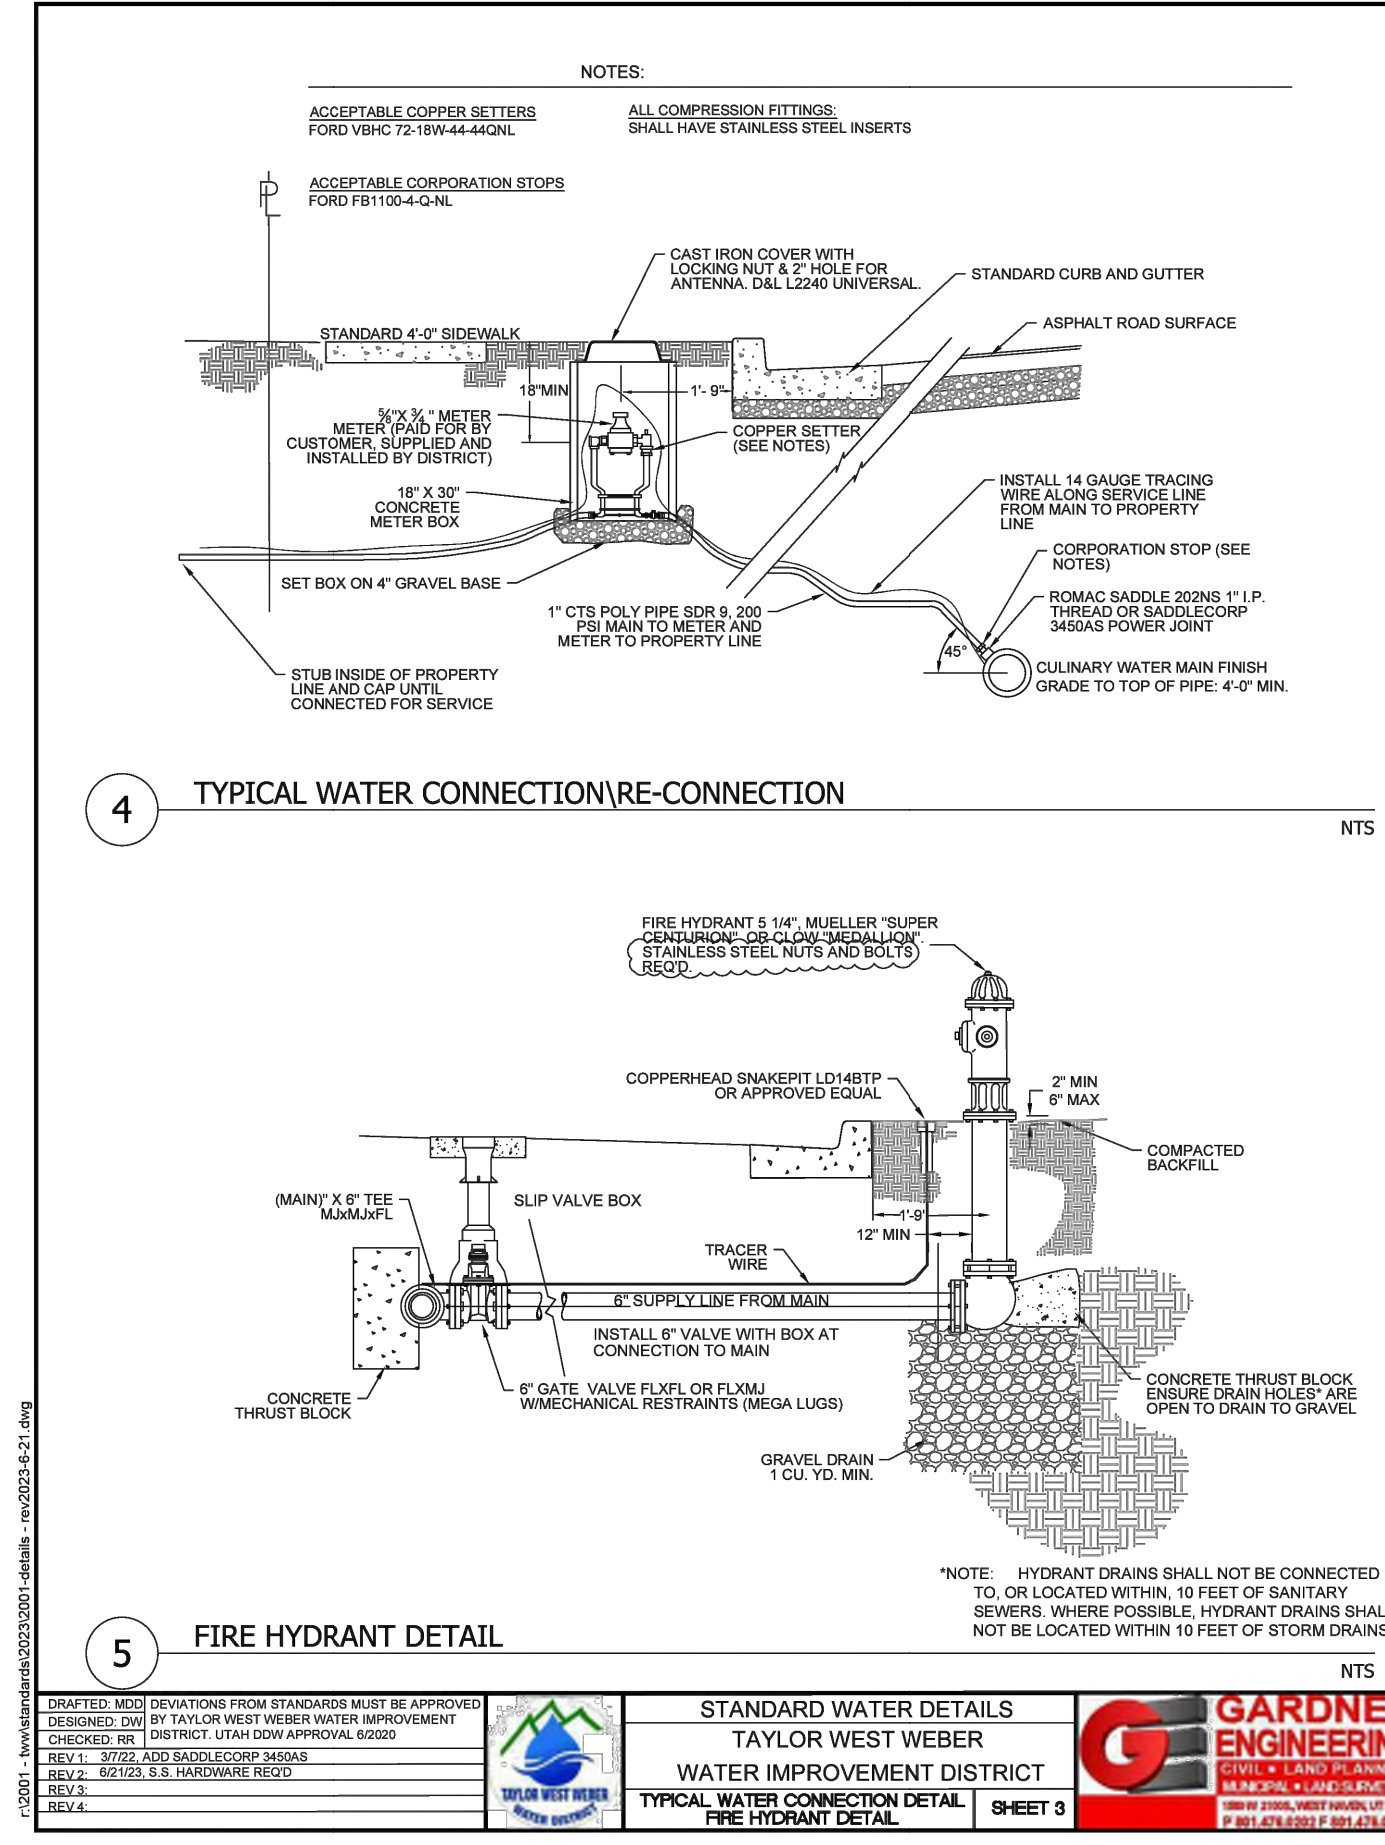 NOTES:
ACCEPTABLE COPPER SETTERS
FORD VBHC 72-18W-44-44QNL
ALL COMPRESSION FITTINGS:
SHALL HAVE STAINLESS STEEL INSERTS
PL
ACCEPTABLE CORPORATION STOPS
FORD FB1100-4-Q-NL
CAST IRON COVER WITH
LOCKING NUT & 2" HOLE FOR
ANTENNA. D&L L2240 UNIVERSAL.
STANDARD CURB AND GUTTER
ASPHALT ROAD SURFACE
STANDARD 4'-0" SIDEWALK
18"MIN
1'- 9"
5/8"X 3/4 " METER
METER (PAID FOR BY
CUSTOMER, SUPPLIED AND
INSTALLED BY DISTRICT)
COPPER SETTER
(SEE NOTES)
18" X 30"
CONCRETE
METER BOX
INSTALL 14 GAUGE TRACING
WIRE ALONG SERVICE LINE
FROM MAIN TO PROPERTY
LINE
CORPORATION STOP (SEE
NOTES)
SET BOX ON 4" GRAVEL BASE
1" CTS POLY PIPE SDR 9, 200
PSI MAIN TO METER AND
METER TO PROPERTY LINE
ROMAC SADDLE 202NS 1" I.P.
THREAD OR SADDLECORP
3450AS POWER JOINT
45°
STUB INSIDE OF PROPERTY
LINE AND CAP UNTIL
CONNECTED FOR SERVICE
CULINARY WATER MAIN FINISH
GRADE TO TOP OF PIPE: 4'-0" MIN.
4
TYPICAL WATER CONNECTION\RE-CONNECTION
NTS
FIRE HYDRANT 5 1/4", MUELLER "SUPER
CENTURION" OR CLOW "MEDALLION".
STAINLESS STEEL NUTS AND BOLTS
REQ'D.
COPPERHEAD SNAKEPIT LD14BTP
OR APPROVED EQUAL
2" MIN
6" MAX
COMPACTED
BACKFILL
(MAIN)" X 6" TEE
MJxMJxFL
SLIP VALVE BOX
1'-9"
12" MIN
TRACER
WIRE
6" SUPPLY LINE FROM MAIN
INSTALL 6" VALVE WITH BOX AT
CONNECTION TO MAIN
CONCRETE
THRUST BLOCK
6" GATE VALVE FLXFL OR FLXMJ
W/MECHANICAL RESTRAINTS (MEGA LUGS)
CONCRETE THRUST BLOCK
ENSURE DRAIN HOLES* ARE
OPEN TO DRAIN TO GRAVEL
GRAVEL DRAIN
1 CU. YD. MIN.
*NOTE: HYDRANT DRAINS SHALL NOT BE CONNECTED
TO, OR LOCATED WITHIN, 10 FEET OF SANITARY
SEWERS. WHERE POSSIBLE, HYDRANT DRAINS SHAL
NOT BE LOCATED WITHIN 10 FEET OF STORM DRAINS
5
FIRE HYDRANT DETAIL
NTS
r:\2001 - tww\standards\2023\2001-details - rev2023-6-21.dwg
DRAFTED: MDD
DESIGNED: DW
CHECKED: RR
DEVIATIONS FROM STANDARDS MUST BE APPROVED
BY TAYLOR WEST WEBER WATER IMPROVEMENT
DISTRICT. UTAH DDW APPROVAL 6/2020
REV 1: 3/7/22, ADD SADDLECORP 3450AS
REV 2: 6/21/23, S.S. HARDWARE REQ'D
REV 3:
REV 4:
TAYLOR WEST WEBER
WATER DISTRICT
STANDARD WATER DETAILS
TAYLOR WEST WEBER
WATER IMPROVEMENT DISTRICT
TYPICAL WATER CONNECTION DETAIL
FIRE HYDRANT DETAIL
SHEET 3
GARDNE
ENGINEERIN
CIVIL ▪ LAND PLANN
MUNICIPAL ▪ LAND SURVE